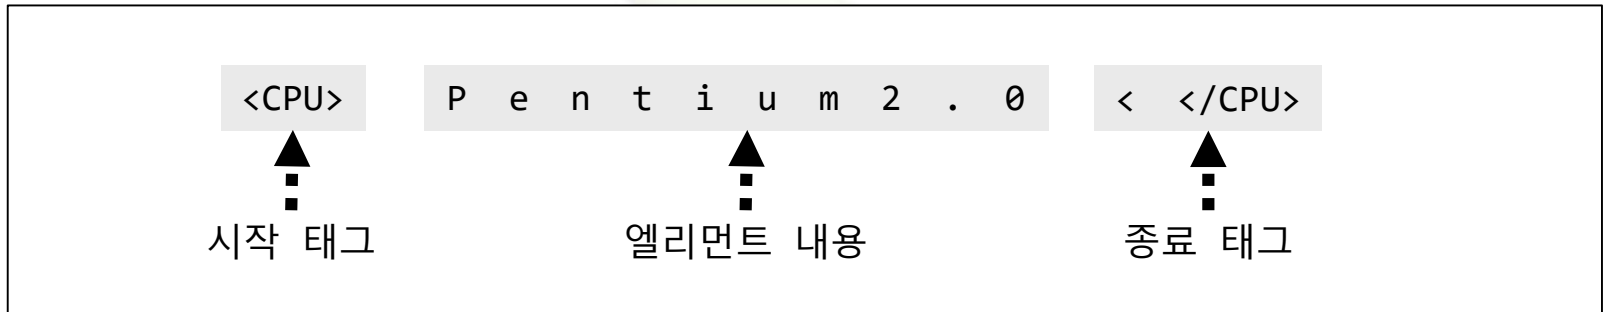 <CPU> P e n t i u m 2 . 0 < </CPU>
시작 태그 엘리먼트 내용 종료 태그